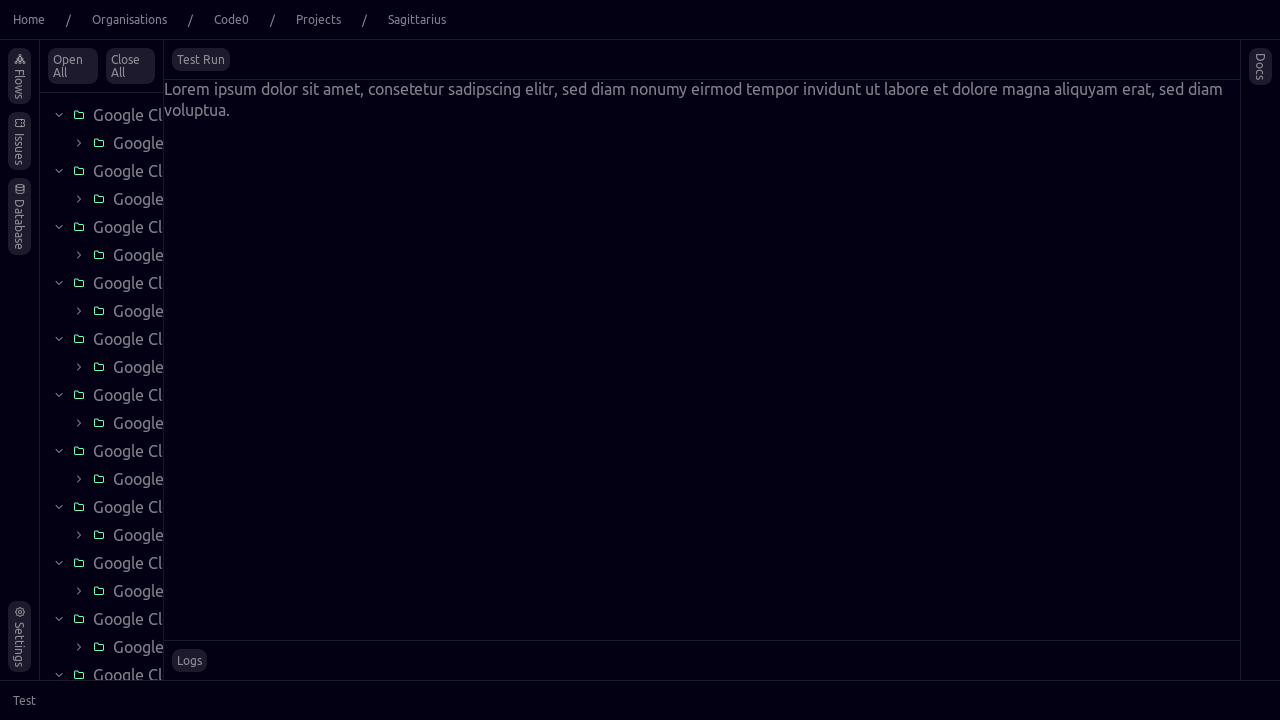 Home / Organisations / Code0 / Projects / Sagittarius
Flows
Issues
Database
Settings
Open All
Close All
Google Cl
Google
Google Cl
Google
Google Cl
Google
Google Cl
Google
Google Cl
Google
Google Cl
Google
Google Cl
Google
Google Cl
Google
Google Cl
Google
Google Cl
Google
Google Cl
Test Run
Lorem ipsum dolor sit amet, consetetur sadipscing elitr, sed diam nonumy eirmod tempor invidunt ut labore et dolore magna aliquyam erat, sed diam
voluptua.
Logs
Docs
Test